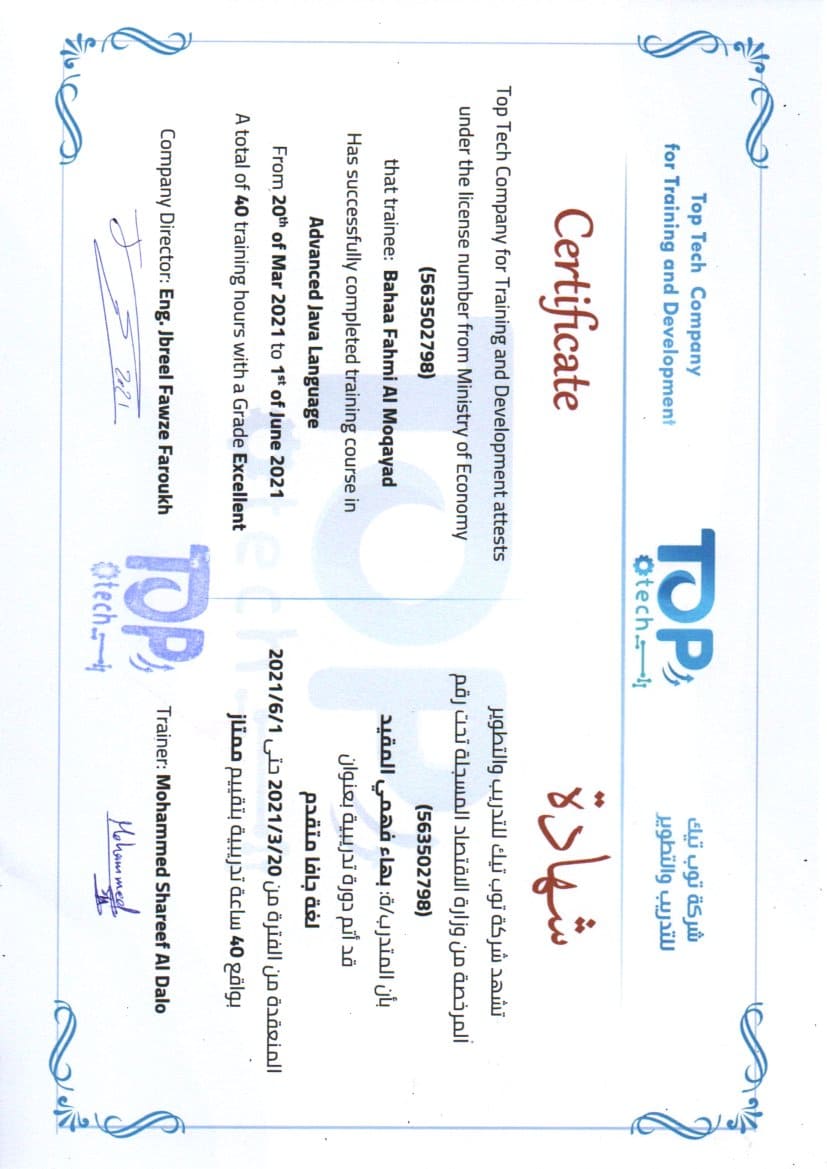 Top Tech Company
for Training and Development
TOP
tech
شركة توب تيك
للتدريب والتطوير
Certificate
Top Tech Company for Training and Development attests
under the license number from Ministry of Economy
(563502798)
that trainee: Bahaa Fahmi Al Moqayad
Has successfully completed training course in
Advanced Java Language
From 20th of Mar 2021 to 1st of June 2021
A total of 40 training hours with a Grade Excellent
Company Director: Eng. Jbreel Fawze Faroukh
2021
شهادة
تشهد شركة توب تيك للتدريب والتطوير
المرخصة من وزارة الاقتصاد المسجلة تحت رقم
(563502798)
بأن المتدرب/ة: بهاء فهمي المقيد
قد أتم دورة تدريبية بعنوان
لغة جافا متقدم
المنعقدة من الفترة من 2021/3/20 حتى 2021/6/1
بواقع 40 ساعة تدريبية بتقييم ممتاز
Trainer: Mohammed Shareef Al Dalo
Mohammed
TOP
tech
TOP
tech